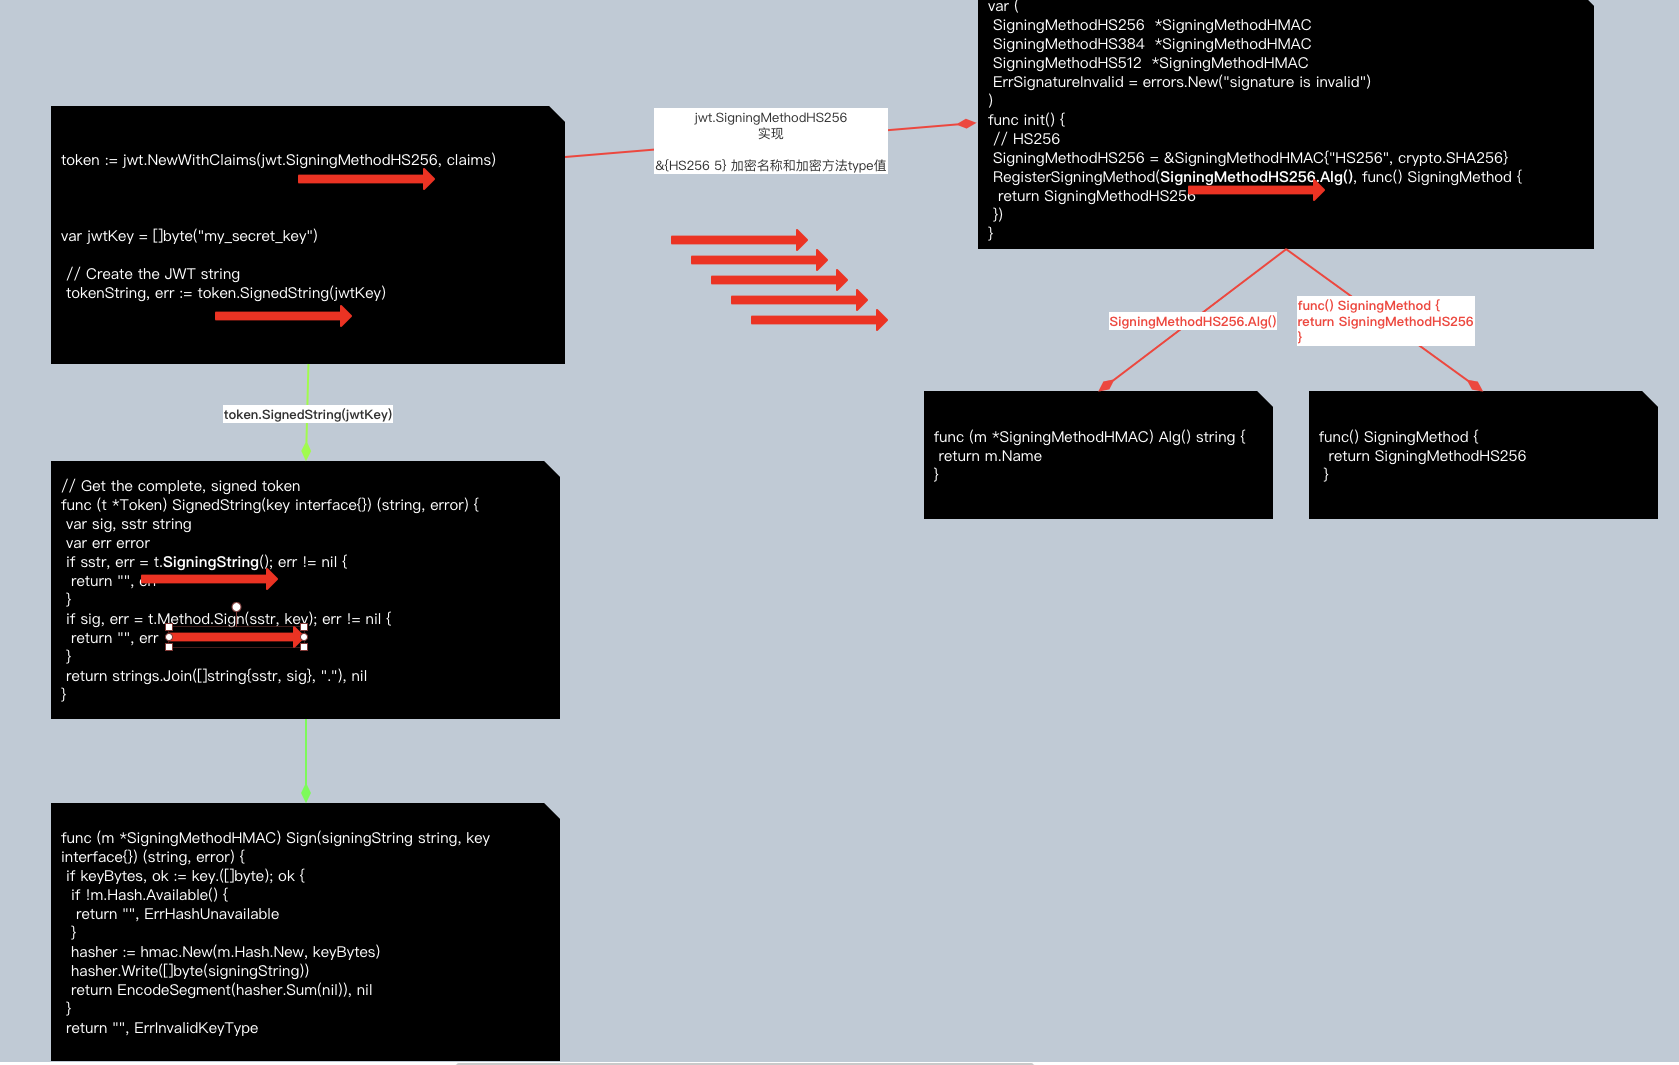 token := jwt.NewWithClaims(jwt.SigningMethodHS256, claims)
var jwtKey = []byte("my_secret_key")
// Create the JWT string
tokenString, err := token.SignedString(jwtKey)
jwt.SigningMethodHS256
实现
&{HS256 5} 加密名称和加密方法type值
var (
SigningMethodHS256 *SigningMethodHMAC
SigningMethodHS384 *SigningMethodHMAC
SigningMethodHS512 *SigningMethodHMAC
ErrSignatureInvalid = errors.New("signature is invalid")
)
func init() {
// HS256
SigningMethodHS256 = &SigningMethodHMAC{"HS256", crypto.SHA256}
RegisterSigningMethod(SigningMethodHS256.Alg(), func() SigningMethod {
return SigningMethodHS256
})
}
SigningMethodHS256.Alg()
func() SigningMethod {
return SigningMethodHS256
}
func (m *SigningMethodHMAC) Alg() string {
return m.Name
}
func() SigningMethod {
return SigningMethodHS256
}
token.SignedString(jwtKey)
// Get the complete, signed token
func (t *Token) SignedString(key interface{}) (string, error) {
var sig, sstr string
var err error
if sstr, err = t.SigningString(); err != nil {
return "", err
}
if sig, err = t.Method.Sign(sstr, key); err != nil {
return "", err
}
return strings.Join([]string{sstr, sig}, "."), nil
}
func (m *SigningMethodHMAC) Sign(signingString string, key
interface{}) (string, error) {
if keyBytes, ok := key.([]byte); ok {
if !m.Hash.Available() {
return "", ErrHashUnavailable
}
hasher := hmac.New(m.Hash.New, keyBytes)
hasher.Write([]byte(signingString))
return EncodeSegment(hasher.Sum(nil)), nil
}
return "", ErrInvalidKeyType